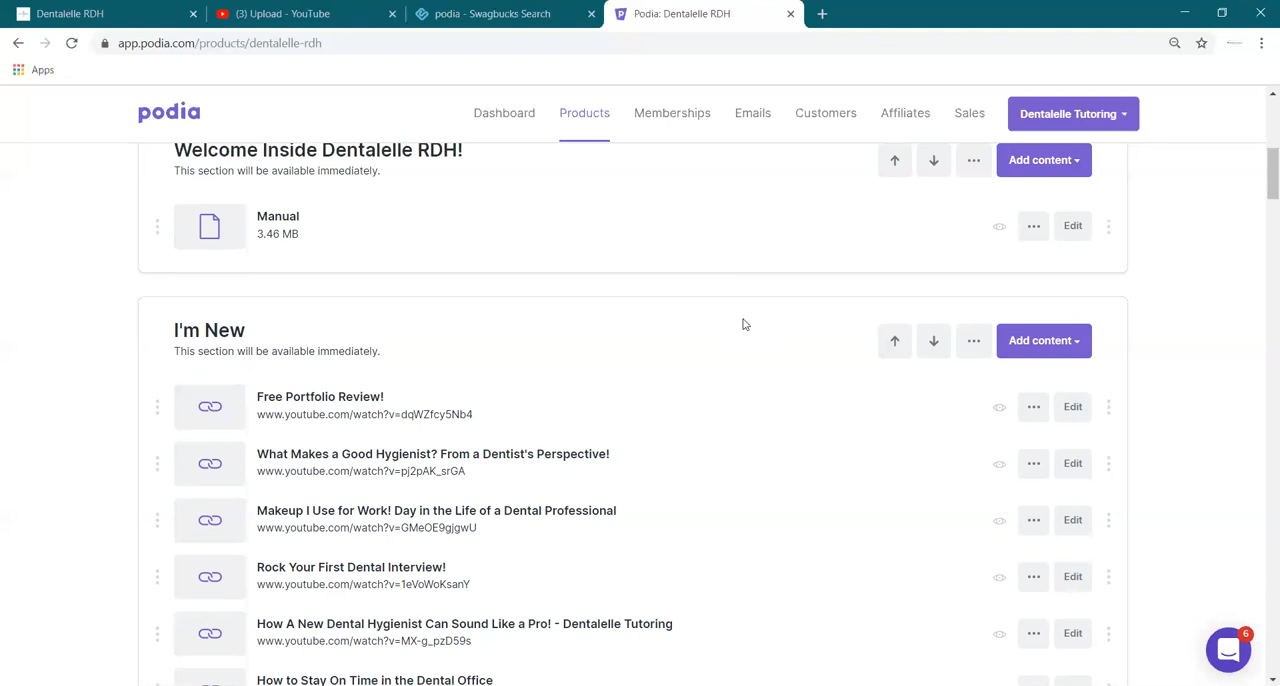 Dentalelle RDH
(3) Upload - YouTube
podia - Swagbucks Search
Podia: Dentalelle RDH
app.podia.com/products/dentalelle-rdh
Apps
podia
Dashboard
Products
Memberships
Emails
Customers
Affiliates
Sales
Dentalelle Tutoring
Welcome Inside Dentalelle RDH!
This section will be available immediately.
Add content
Manual
3.46 MB
Edit
I'm New
This section will be available immediately.
Add content
Free Portfolio Review!
www.youtube.com/watch?v=dqWZfcy5Nb4
Edit
What Makes a Good Hygienist? From a Dentist's Perspective!
www.youtube.com/watch?v=pj2pAK_srGA
Edit
Makeup I Use for Work! Day in the Life of a Dental Professional
www.youtube.com/watch?v=GMeOE9gjgwU
Edit
Rock Your First Dental Interview!
www.youtube.com/watch?v=1eVoWoKsanY
Edit
How A New Dental Hygienist Can Sound Like a Pro! - Dentalelle Tutoring
www.youtube.com/watch?v=MX-g_pzD59s
Edit
How to Stay On Time in the Dental Office
6